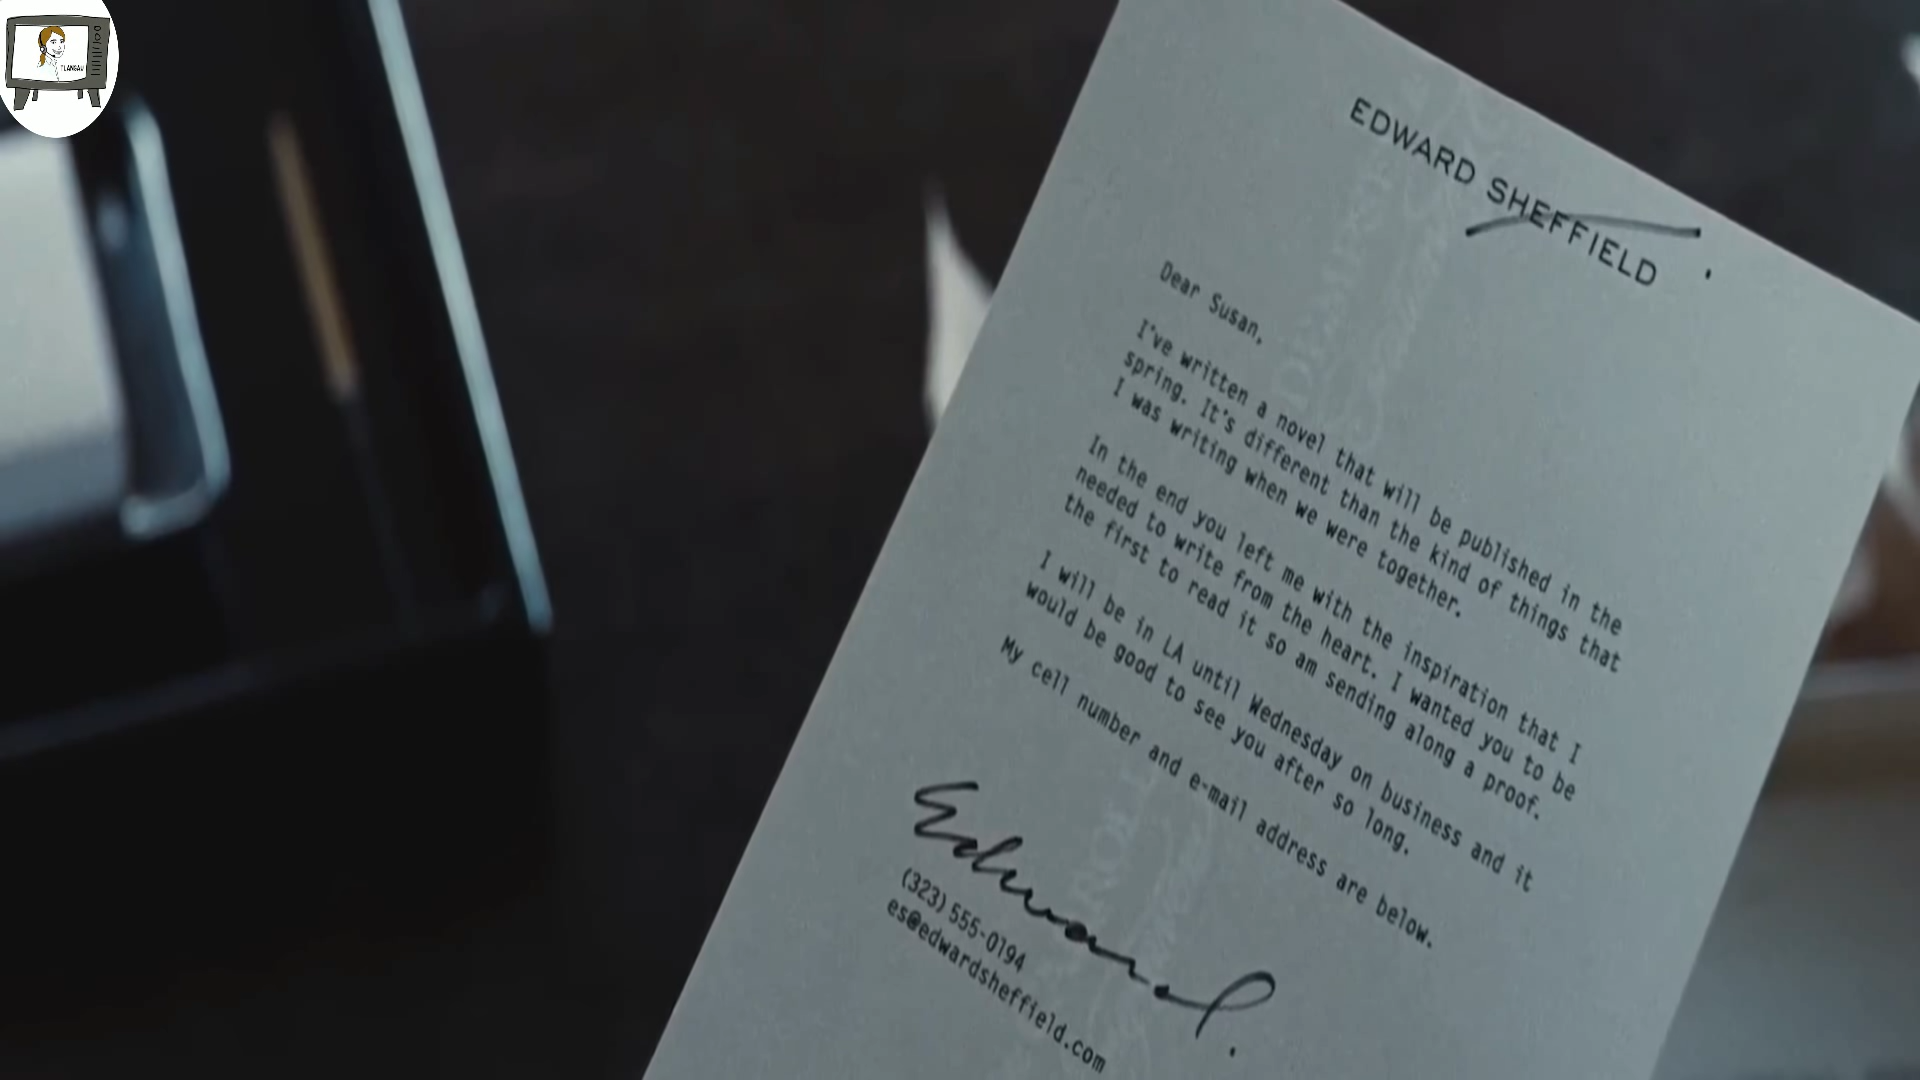 TLANGAU
EDWARD SHEFFIELD
Dear Susan,
I've written a novel that will be published in the
spring. It's different than the kind of things that
I was writing when we were together.
In the end you left me with the inspiration that I
needed to write from the heart. I wanted you to be
the first to read it so am sending along a proof.
I will be in LA until Wednesday on business and it
would be good to see you after so long.
My cell number and e-mail address are below.
Edward.
(323) 555-0194
es@edwardsheffield.com